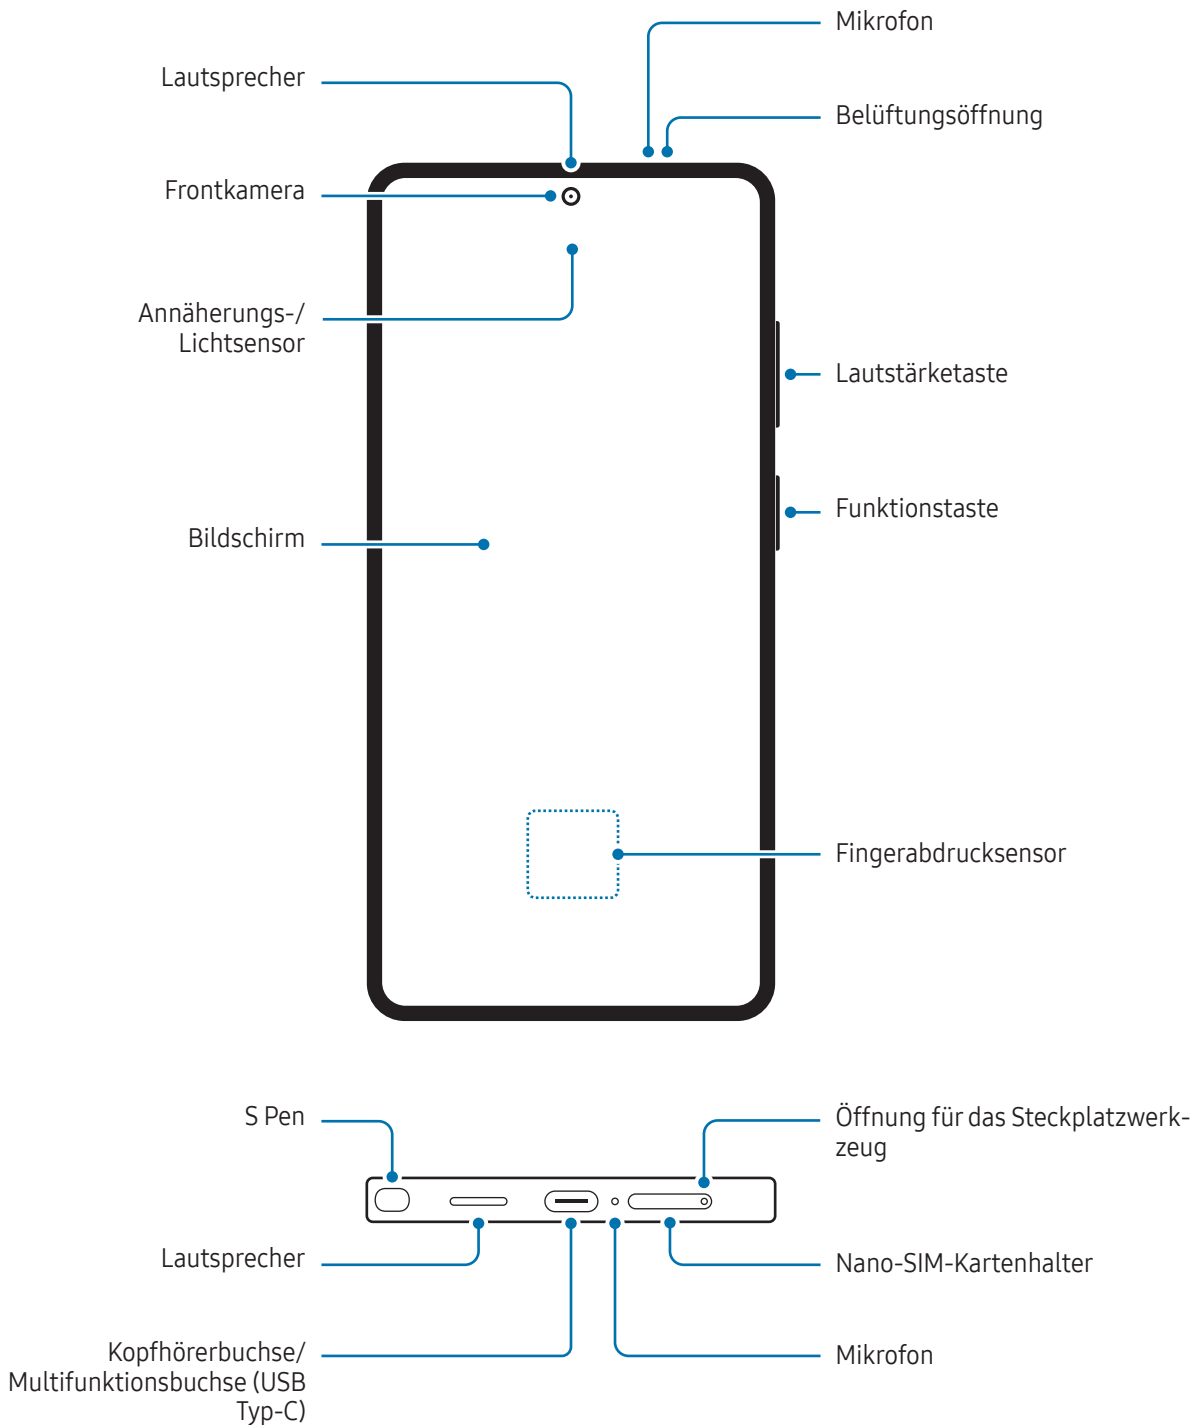 Mikrofon
Lautsprecher
Belüftungsöffnung
Frontkamera
Annäherungs-/
Lichtsensor
Lautstärketaste
Funktionstaste
Bildschirm
Fingerabdrucksensor
S Pen
Öffnung für das Steckplatzwerk-
zeug
Lautsprecher
Nano-SIM-Kartenhalter
Kopfhörerbuchse/
Multifunktionsbuchse (USB
Typ-C)
Mikrofon